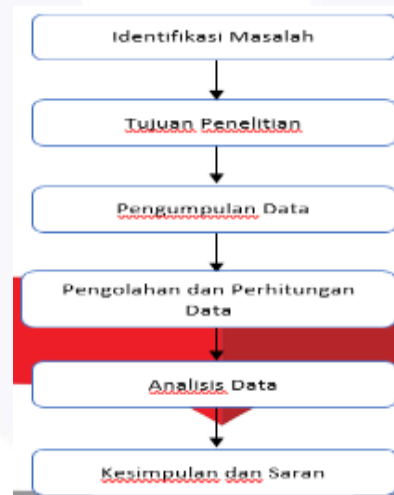 Identifikasi Masalah
Tujuan Penelitian
Pengumpulan Data
Pengolahan dan Perhitungan
Data
Analisis Data
Kesimpulan dan Saran